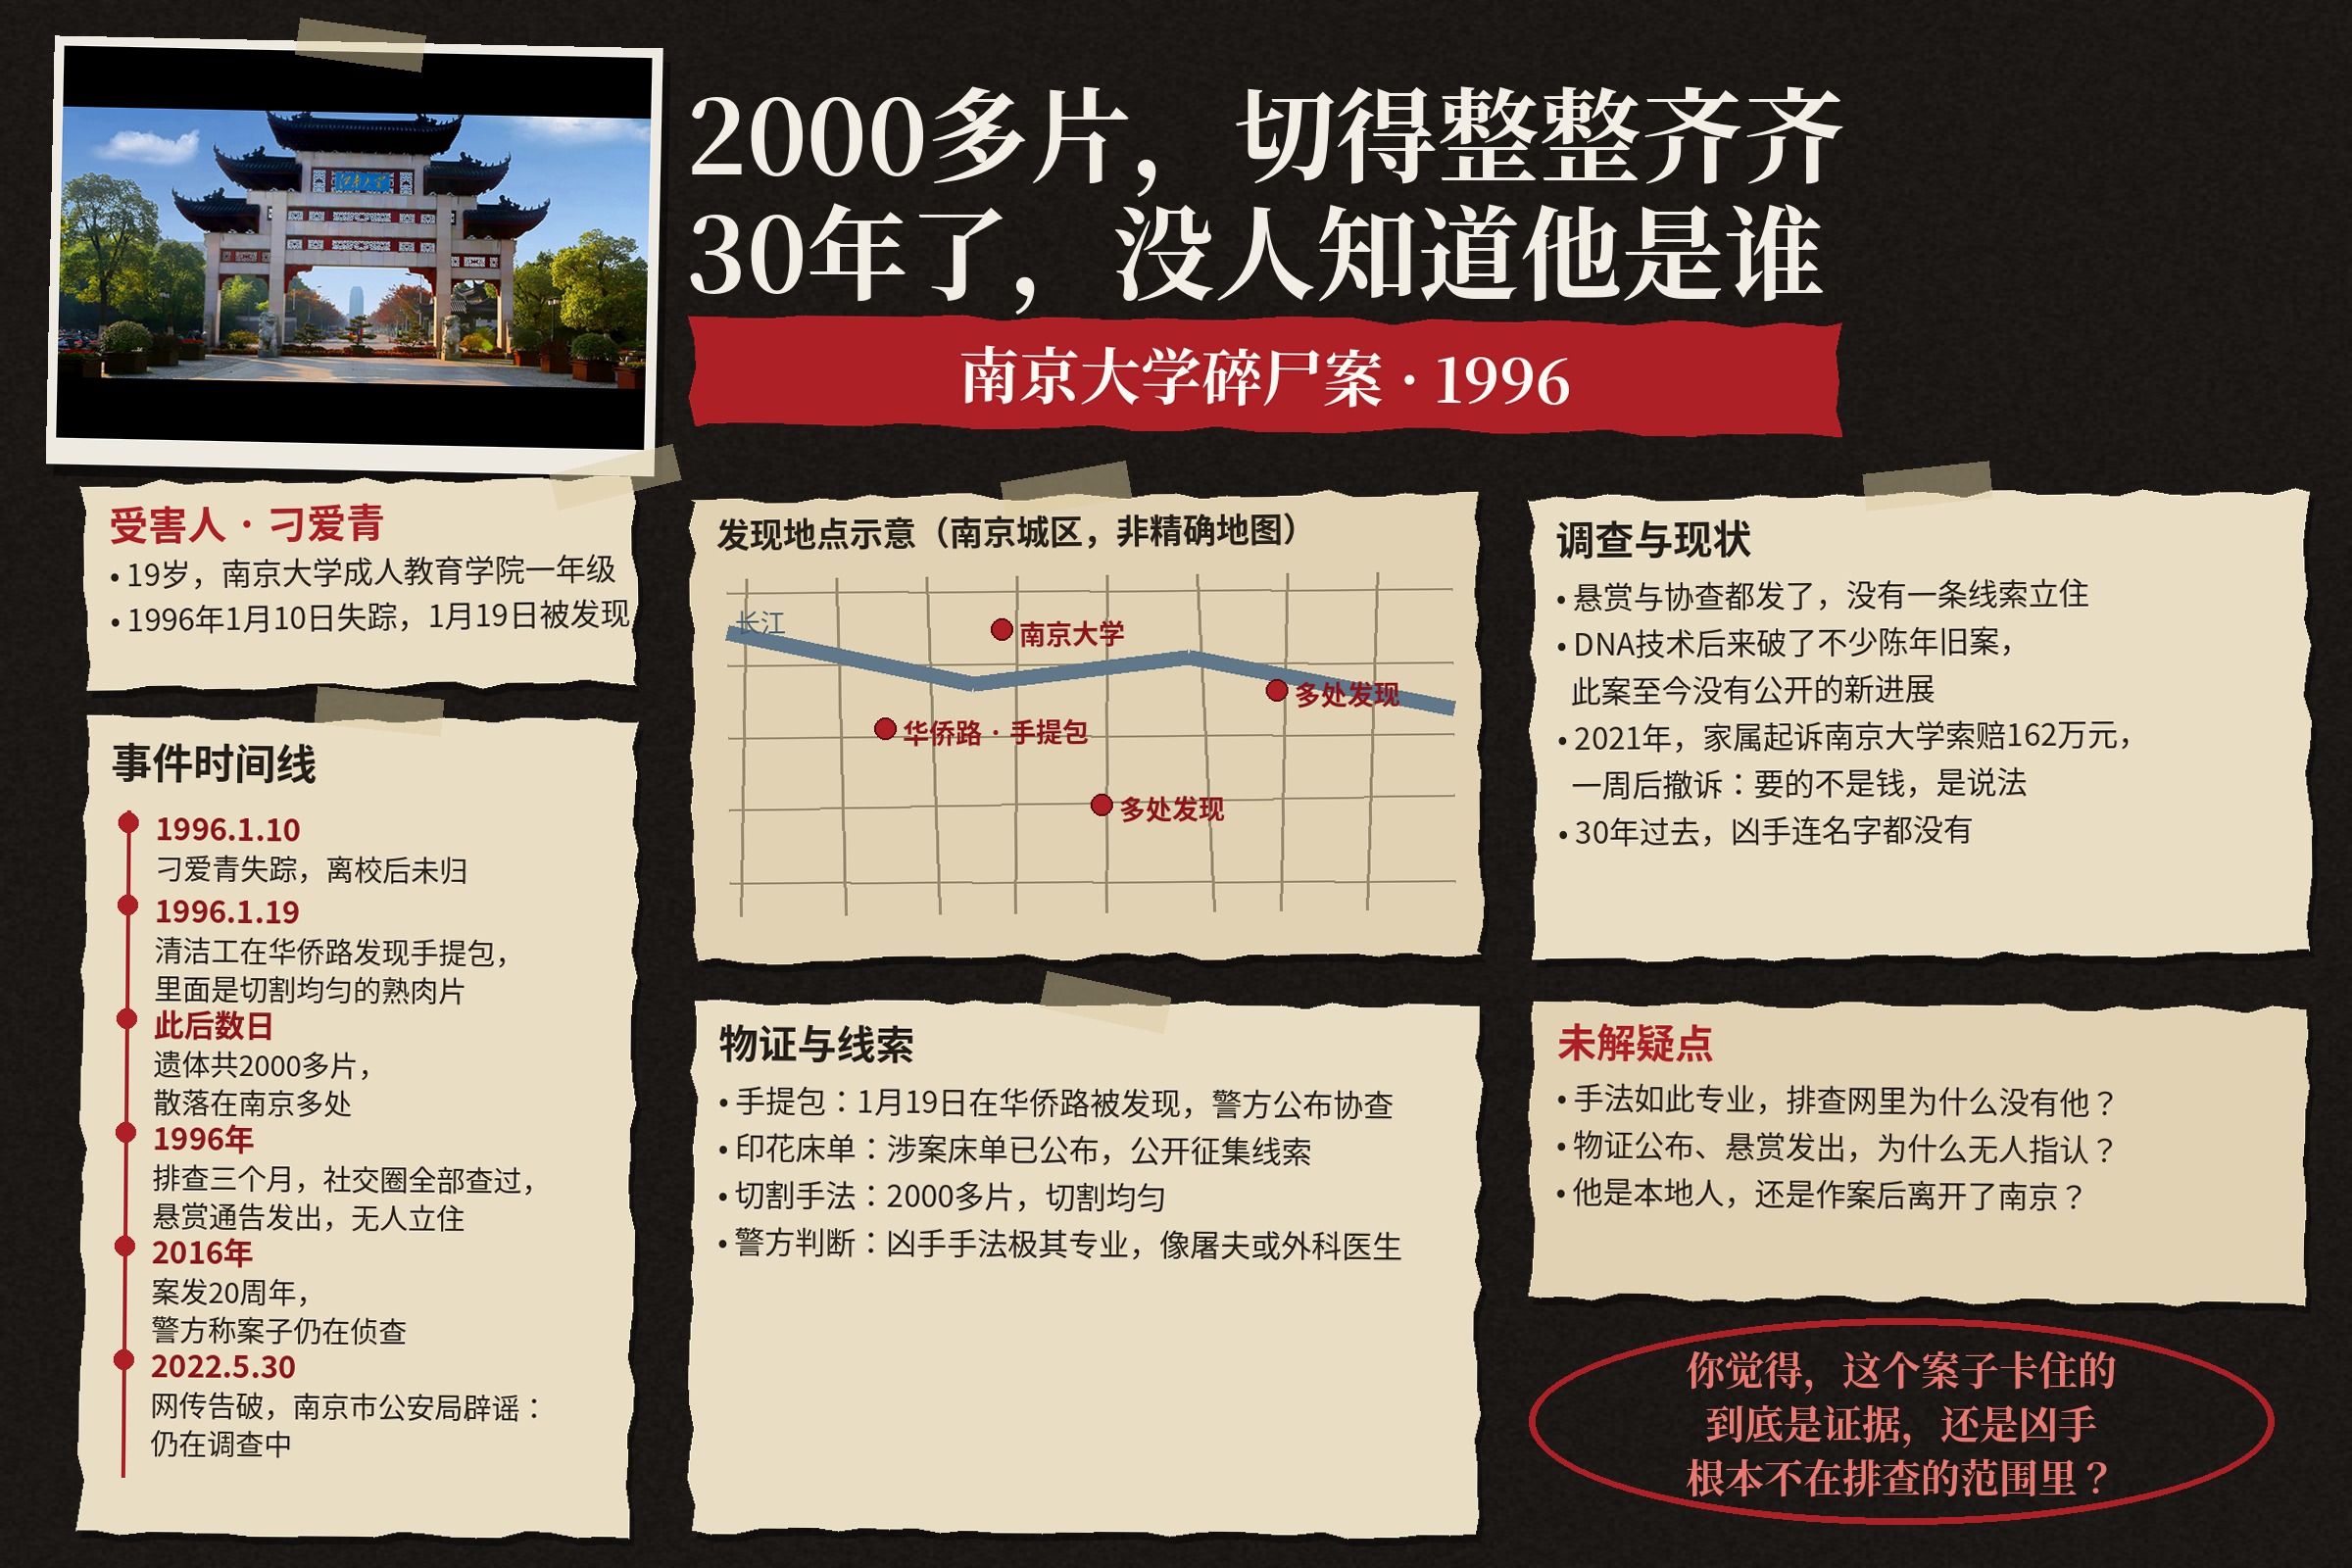 2000多片，切得整整齐齐
30年了，没人知道他是谁
南京大学碎尸案 · 1996
受害人 · 刁爱青
• 19岁，南京大学成人教育学院一年级
• 1996年1月10日失踪，1月19日被发现
事件时间线
1996.1.10
刁爱青失踪，离校后未归
1996.1.19
清洁工在华侨路发现手提包，
里面是切割均匀的熟肉片
此后数日
遗体共2000多片，
散落在南京多处
1996年
排查三个月，社交圈全部查过，
悬赏通告发出，无人立住
2016年
案发20周年，
警方称案子仍在侦查
2022.5.30
网传告破，南京市公安局辟谣：
仍在调查中
发现地点示意（南京城区，非精确地图）
长江
南京大学
多处发现
华侨路 · 手提包
多处发现
物证与线索
• 手提包：1月19日在华侨路被发现，警方公布协查
• 印花床单：涉案床单已公布，公开征集线索
• 切割手法：2000多片，切割均匀
• 警方判断：凶手手法极其专业，像屠夫或外科医生
调查与现状
• 悬赏与协查都发了，没有一条线索立住
• DNA技术后来破了不少陈年旧案，
此案至今没有公开的新进展
• 2021年，家属起诉南京大学索赔162万元，
一周后撤诉：要的不是钱，是说法
• 30年过去，凶手连名字都没有
未解疑点
• 手法如此专业，排查网里为什么没有他？
• 物证公布、悬赏发出，为什么无人指认？
• 他是本地人，还是作案后离开了南京？
你觉得，这个案子卡住的
到底是证据，还是凶手
根本不在排查的范围里？